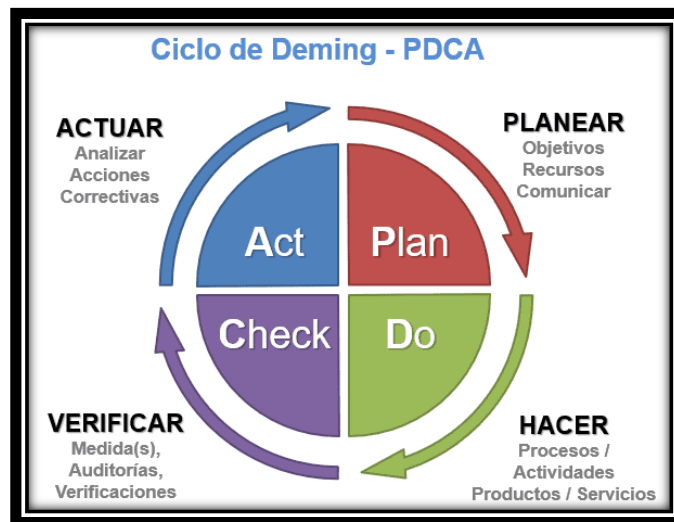 Ciclo de Deming - PDCA
ACTUAR
Analizar
Acciones
Correctivas
PLANEAR
Objetivos
Recursos
Comunicar
Act
Plan
Check
Do
VERIFICAR
Medida(s),
Auditorías,
Verificaciones
HACER
Procesos /
Actividades
Productos / Servicios